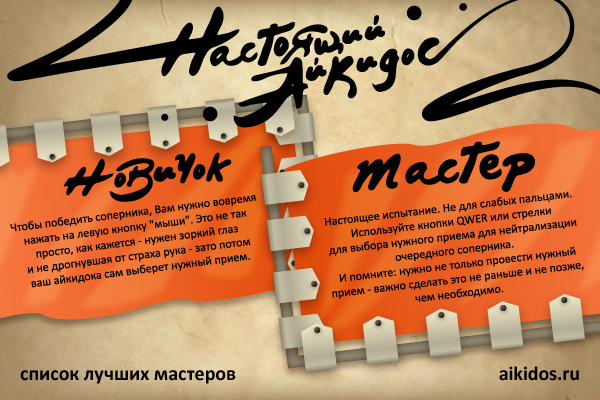 Настоящий
Айкидос
Новичок
Чтобы победить соперника, Вам нужно вовремя
нажать на левую кнопку "мыши". Это не так
просто, как кажется - нужен зоркий глаз
и не дрогнувшая от страха рука - зато потом
ваш айкидока сам выберет нужный прием.
мастер
Настоящее испытание. Не для слабых пальцами.
Используйте кнопки QWER или стрелки
для выбора нужного приема для нейтрализации
очередного соперника.
И помните: нужно не только провести нужный
прием - важно сделать это не раньше и не позже,
чем необходимо.
список лучших мастеров
aikidos.ru